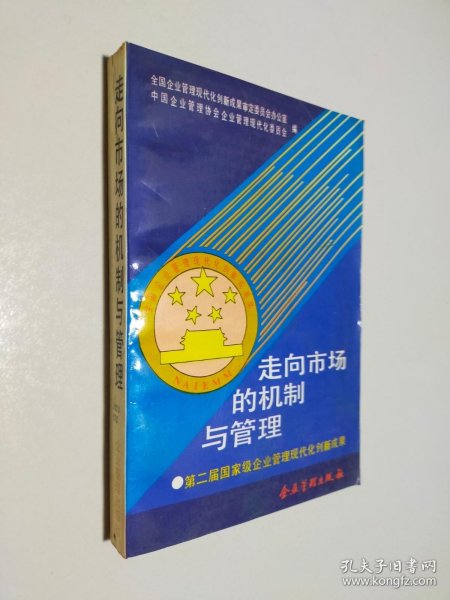 走向市场的机制与管理
全国企业管理现代化创新成果审定委员会办公室
中国企业管理协会企业管理现代化委员会
编
NAIEMM
走向市场
的机制
与管理
●第二届国家级企业管理现代化创新成果
企业管理出版社
孔夫子旧书网
www.kongfz.com